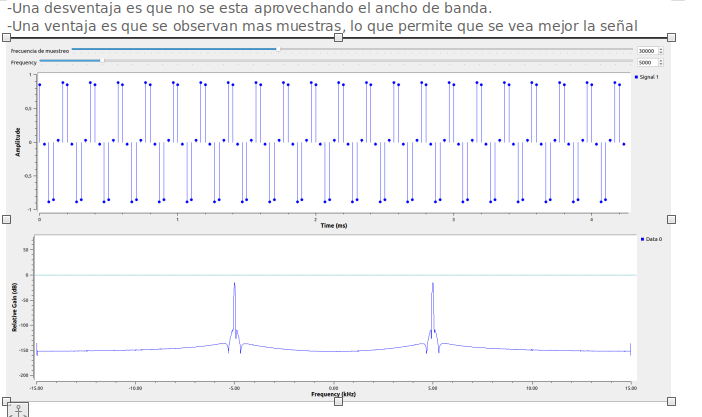 -Una desventaja es que no se esta aprovechando el ancho de banda.
-Una ventaja es que se observan mas muestras, lo que permite que se vea mejor la señal
Frecuencia de muestreo 30000
Frequency 5000
Signal 1
1
0,5
0
0,5
-1
Amplitude
0 1 2 3 4
Time (ms)
Data 0
50
0
-50
-100
-150
-200
Relative Gain (dB)
-15.00 -10.00 -5.00 0.00 5.00 10.00 15.00
Frequency (kHz)